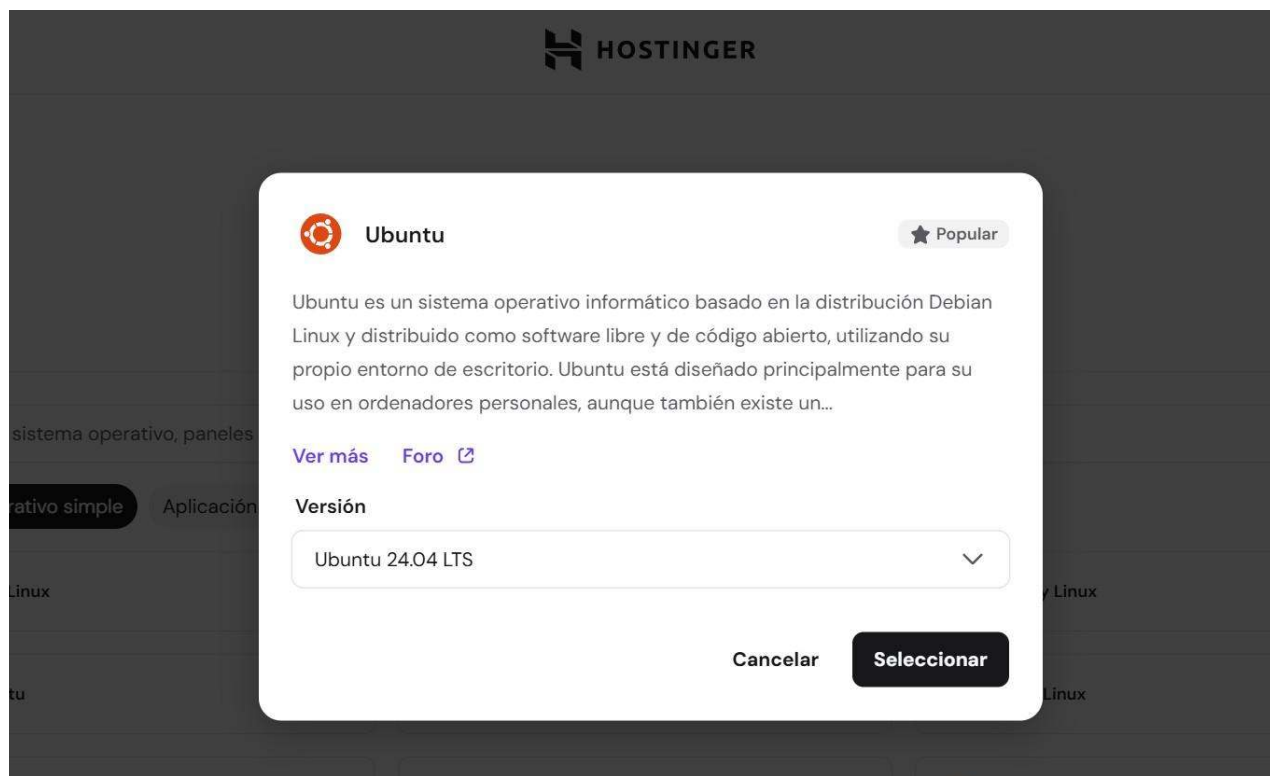 HOSTINGER
Ubuntu
Popular
Ubuntu es un sistema operativo informático basado en la distribución Debian
Linux y distribuido como software libre y de código abierto, utilizando su
propio entorno de escritorio. Ubuntu está diseñado principalmente para su
uso en ordenadores personales, aunque también existe un...
sistema operativo, paneles
Ver más Foro
rativo simple Aplicación
Versión
Ubuntu 24.04 LTS
Linux
y Linux
Cancelar Seleccionar
tu
Linux